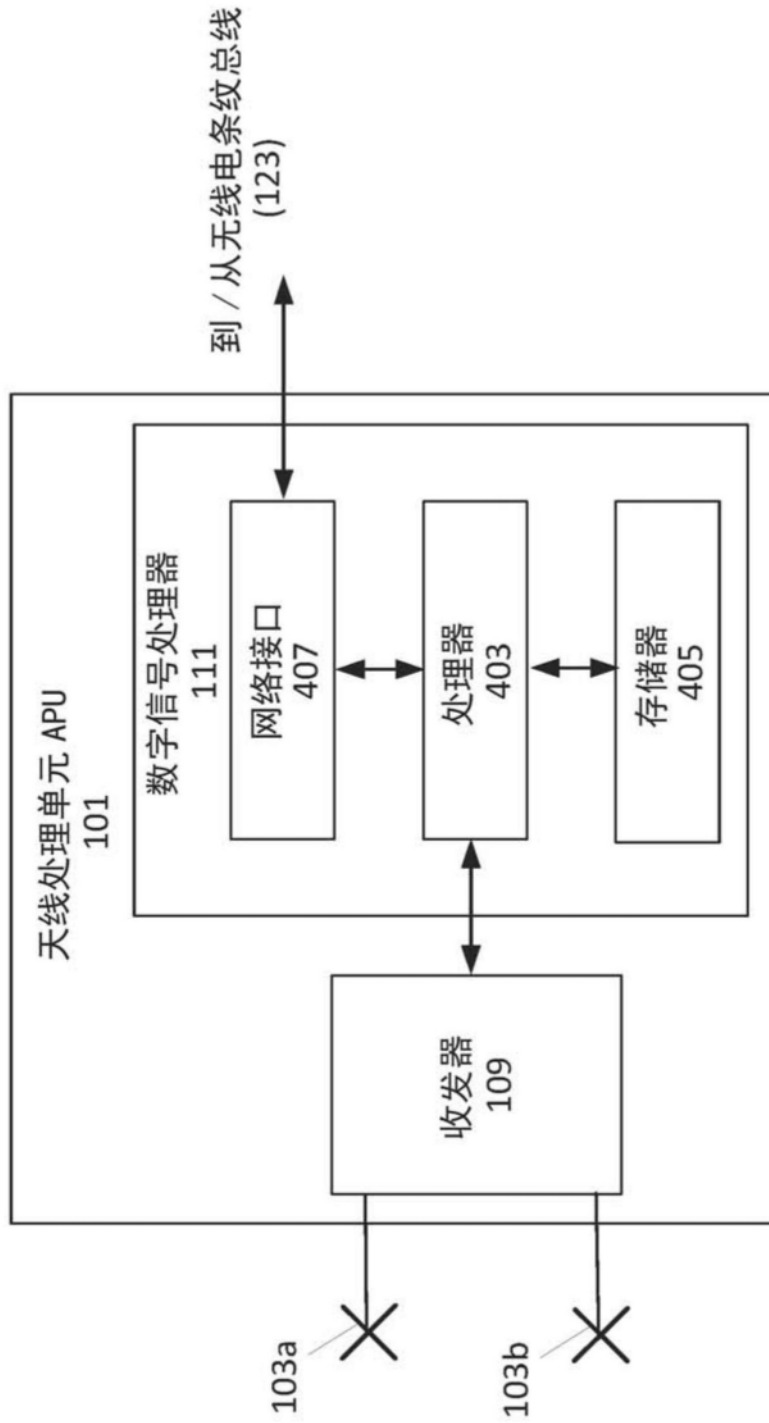 天线处理单元 APU
101
数字信号处理器
111
网络接口
407
处理器
403
存储器
405
收发器
109
103a
103b
到 / 从无线电条纹总线
(123)